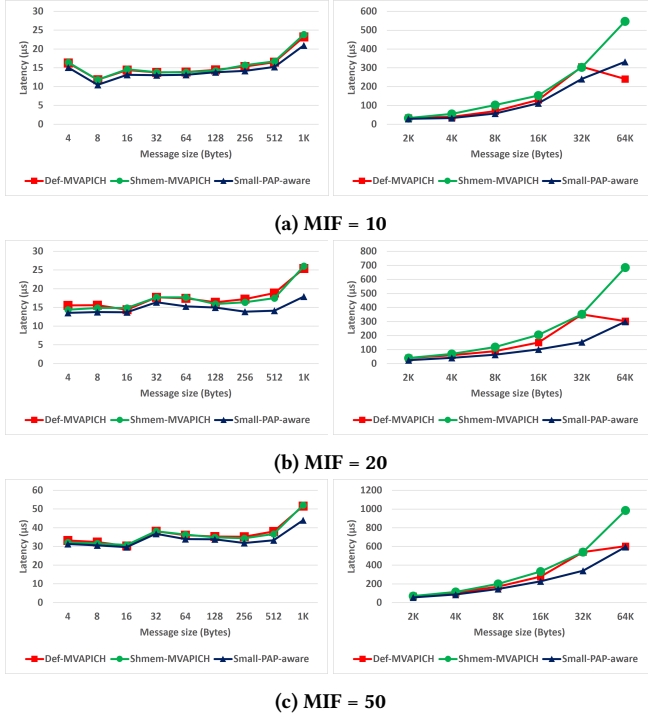 30
25
20
15
10
5
0
Latency (µs)
4 8 16 32 64 128 256 512 1K
Message size (Bytes)
Def-MVAPICH Shmem-MVAPICH Small-PAP-aware
600
500
400
300
200
100
0
Latency (µs)
2K 4K 8K 16K 32K 64K
Message size (Bytes)
Def-MVAPICH Shmem-MVAPICH Small-PAP-aware
(a) MIF = 10
30
25
20
15
10
5
0
Latency (µs)
4 8 16 32 64 128 256 512 1K
Message size (Bytes)
Def-MVAPICH Shmem-MVAPICH Small-PAP-aware
800
700
600
500
400
300
200
100
0
Latency (µs)
2K 4K 8K 16K 32K 64K
Message size (Bytes)
Def-MVAPICH Shmem-MVAPICH Small-PAP-aware
(b) MIF = 20
60
50
40
30
20
10
0
Latency (µs)
4 8 16 32 64 128 256 512 1K
Message size (Bytes)
Def-MVAPICH Shmem-MVAPICH Small-PAP-aware
1200
1000
800
600
400
200
0
Latency (µs)
2K 4K 8K 16K 32K 64K
Message size (Bytes)
Def-MVAPICH Shmem-MVAPICH Small-PAP-aware
(c) MIF = 50